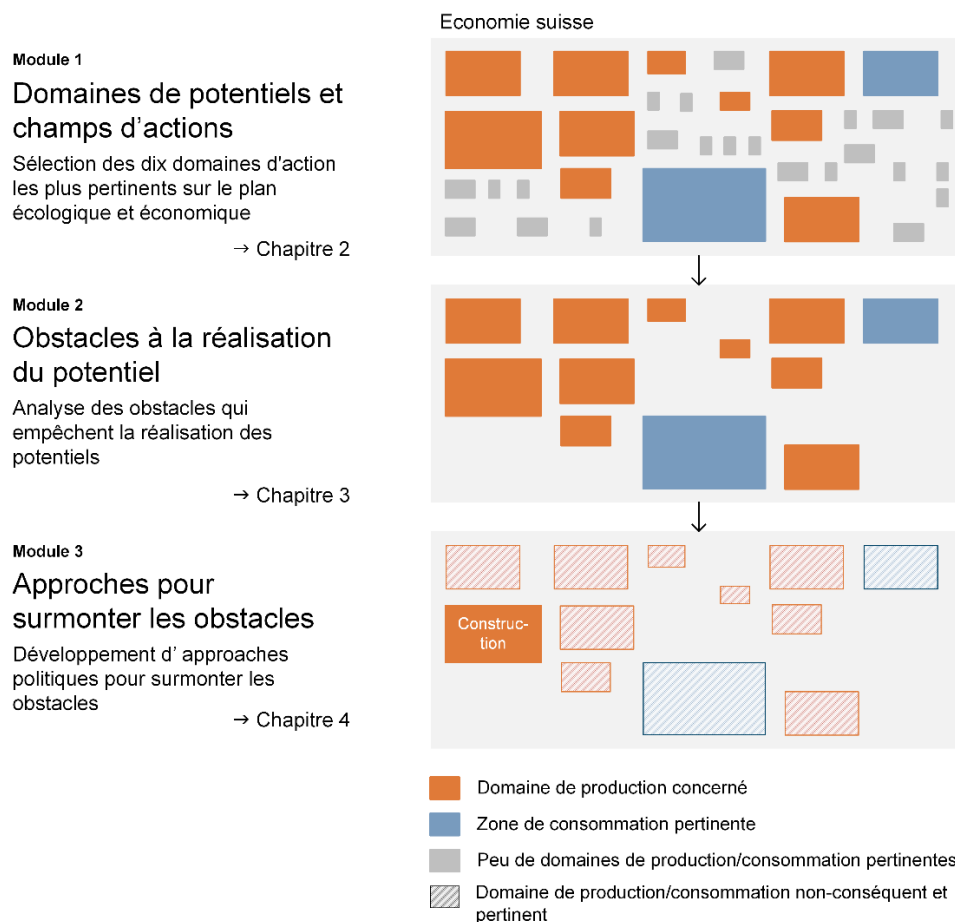 Economie suisse
Module 1
Domaines de potentiels et
champs d'actions
Sélection des dix domaines d'action
les plus pertinents sur le plan
écologique et économique
→ Chapitre 2
Module 2
Obstacles à la réalisation
du potentiel
Analyse des obstacles qui
empêchent la réalisation des
potentiels
→ Chapitre 3
Module 3
Approches pour
surmonter les obstacles
Développement d' approches
politiques pour surmonter les
obstacles
→ Chapitre 4
Construc-
tion
Domaine de production concerné
Zone de consommation pertinente
Peu de domaines de production/consommation pertinentes
Domaine de production/consommation non-conséquent et
pertinent